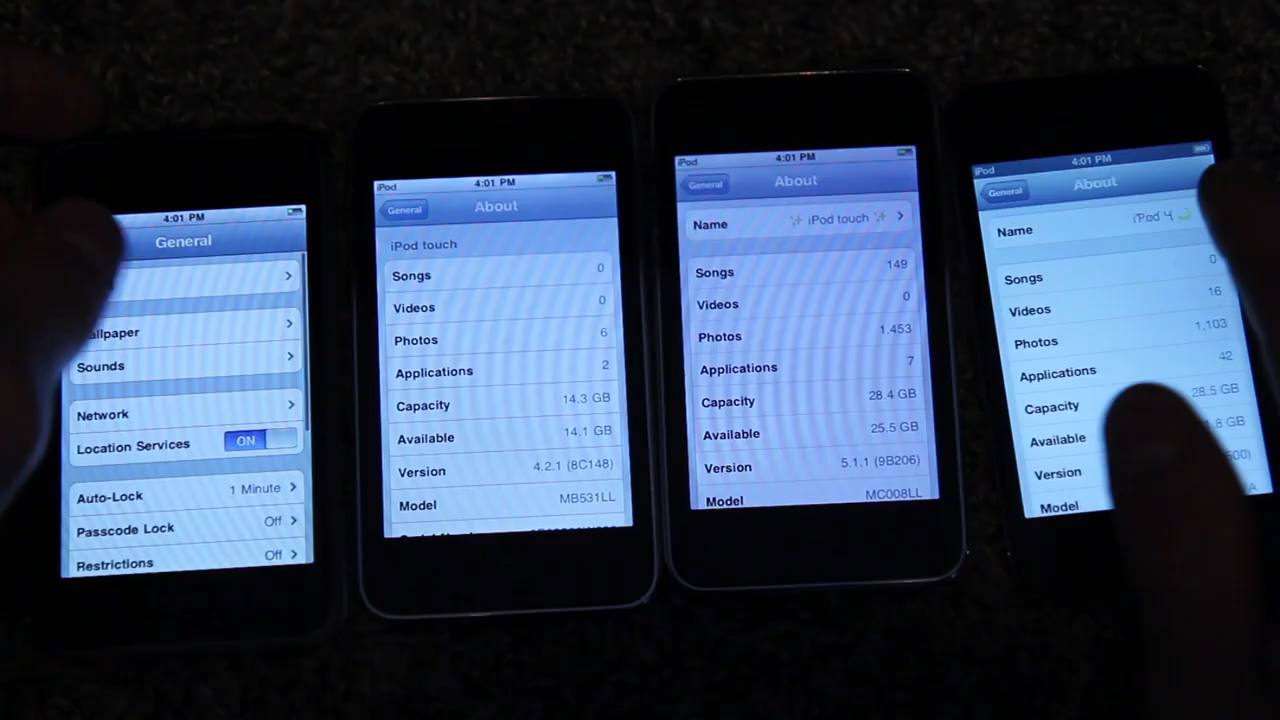 4:01 PM
General
allpaper
Sounds
Network
Location Services ON
Auto-Lock 1 Minute
Passcode Lock Off
Restrictions Off
iPod 4:01 PM
General About
iPod touch
Songs 0
Videos 0
Photos 6
Applications 2
Capacity 14.3 GB
Available 14.1 GB
Version 4.2.1 (8C148)
Model MB531LL
iPod 4:01 PM
General About
Name ✨ iPod touch ✨
Songs 149
Videos 0
Photos 1,453
Applications 7
Capacity 28.4 GB
Available 25.5 GB
Version 5.1.1 (9B206)
Model MC008LL
iPod 4:01 PM
General About
Name iPod 4 🌙
Songs 0
Videos 16
Photos 1,103
Applications 42
Capacity 28.5 GB
Available .8 GB
Version 500)
Model A